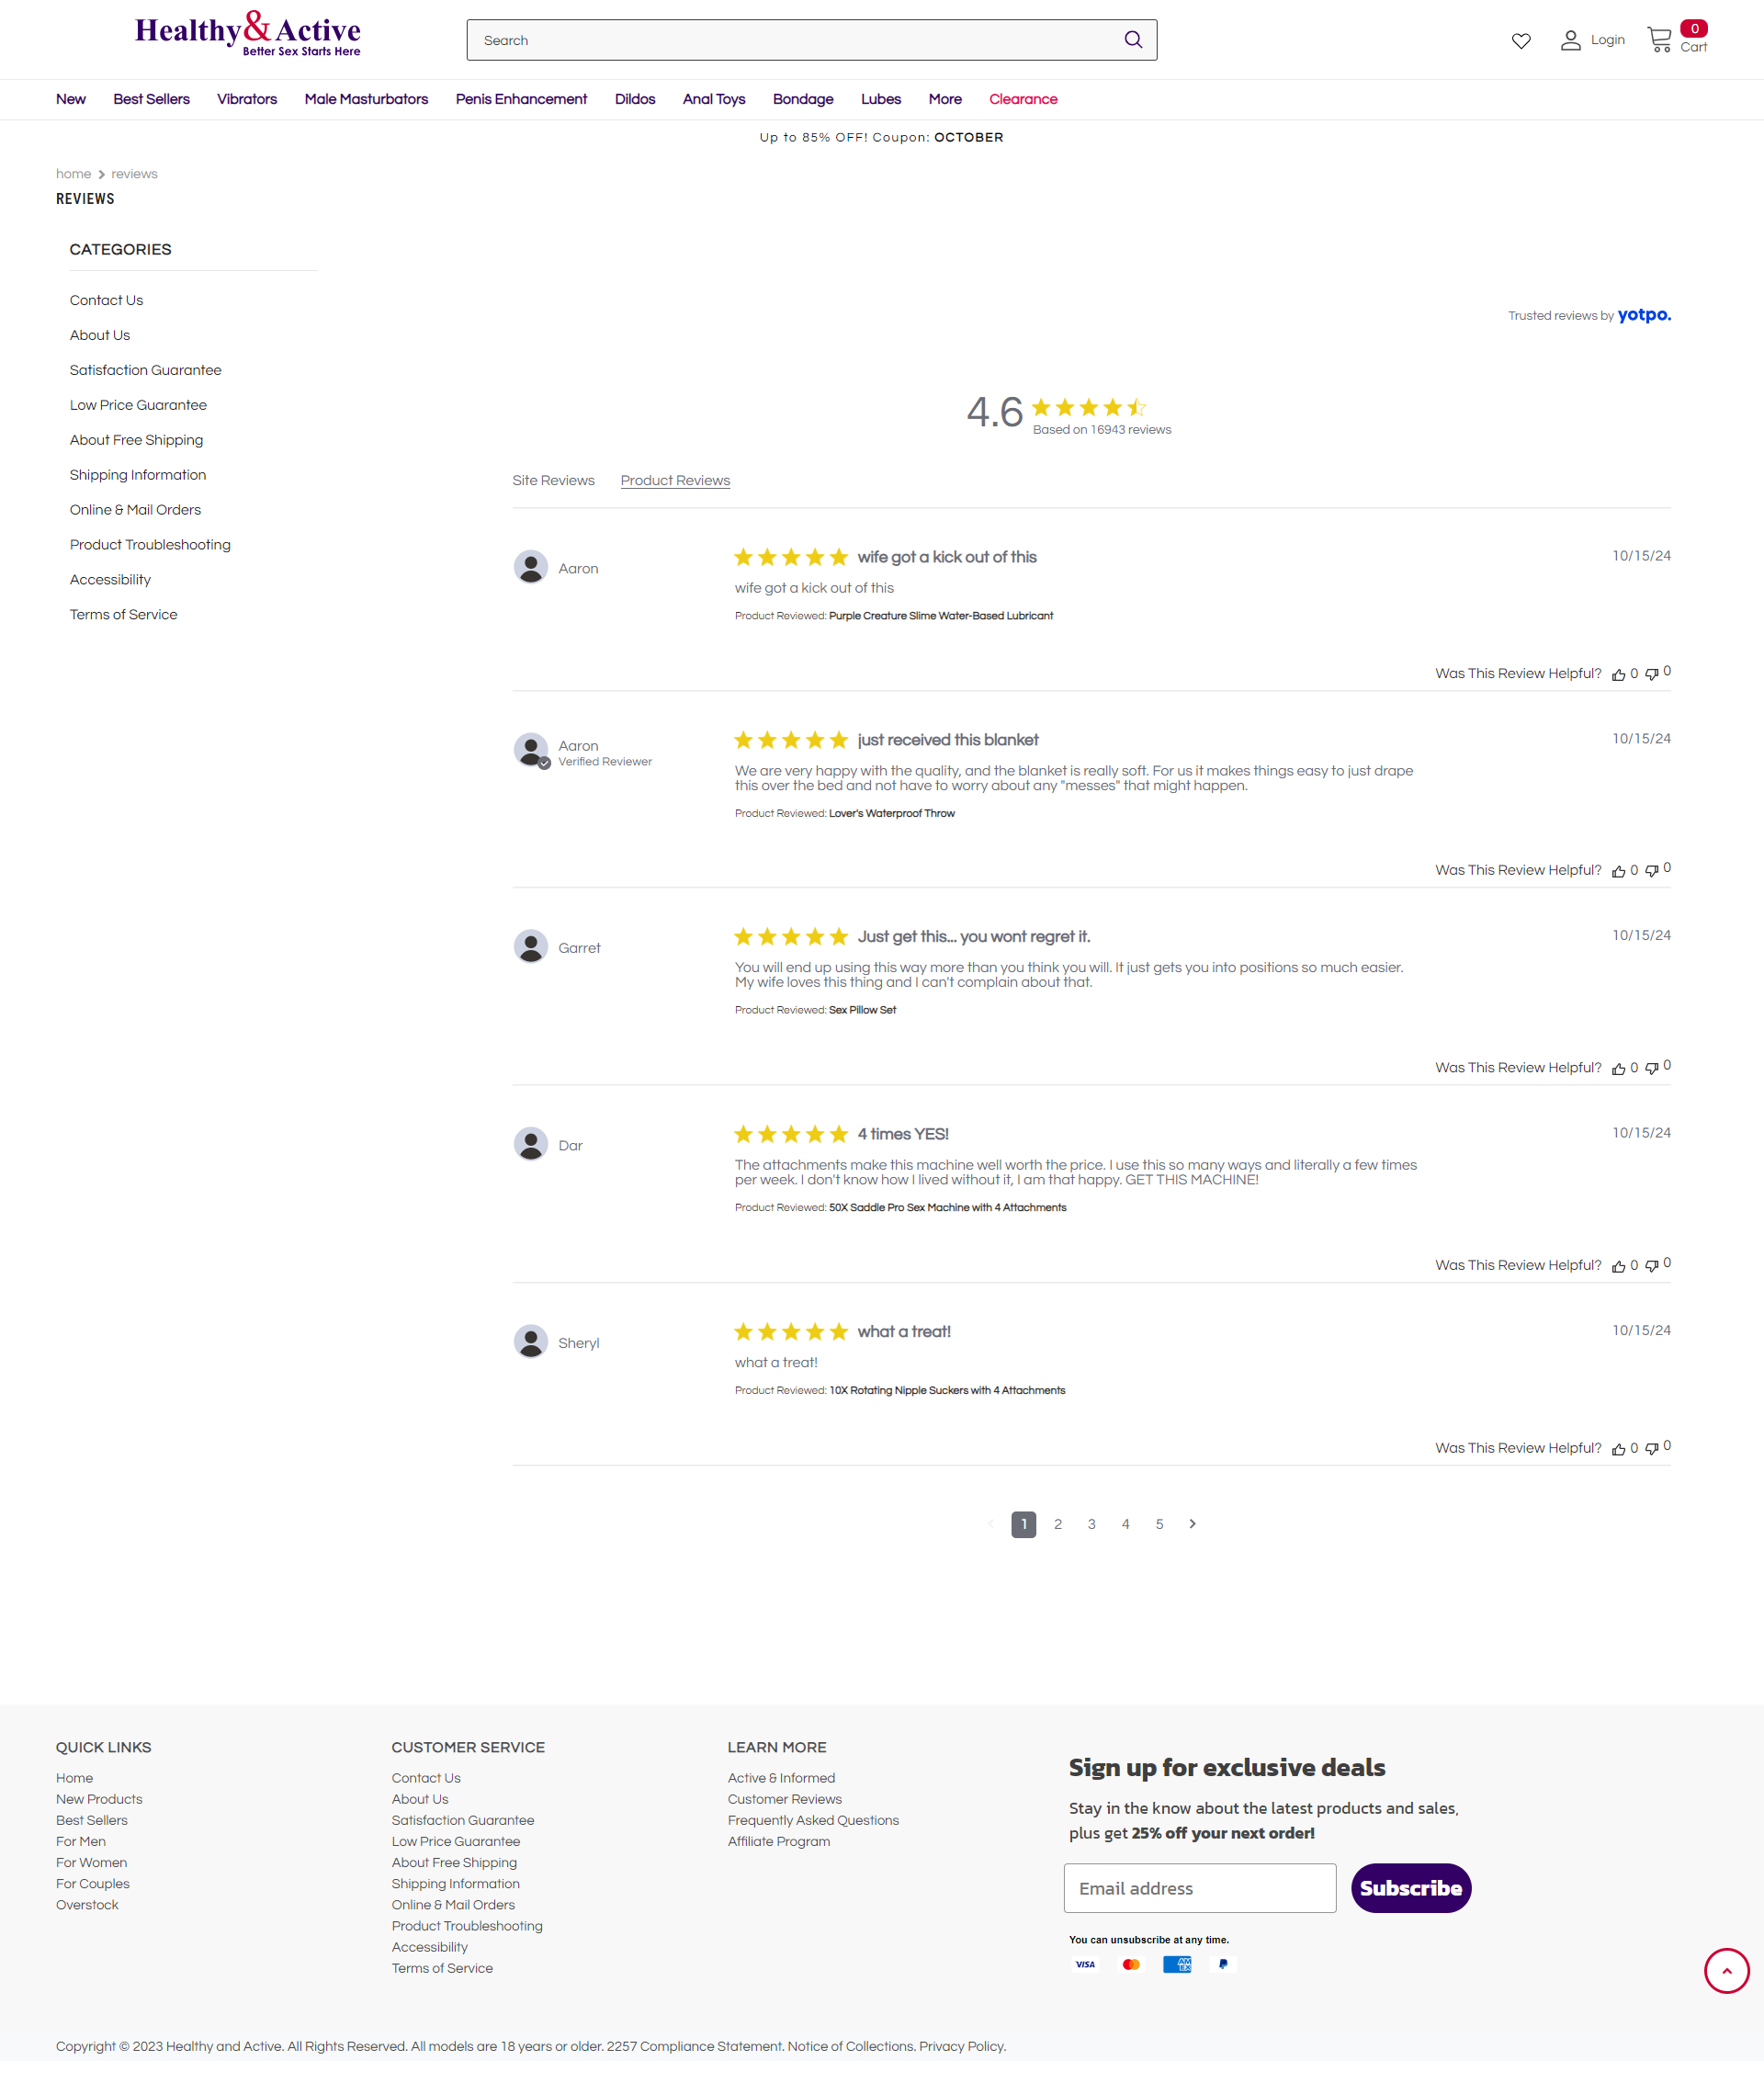 Healthy & Active
Better Sex Starts Here
Search
Login
0
Cart
New Best Sellers Vibrators Male Masturbators Penis Enhancement Dildos Anal Toys Bondage Lubes More Clearance
Up to 85% OFF! Coupon: OCTOBER
home > reviews
REVIEWS
CATEGORIES
Contact Us
About Us
Satisfaction Guarantee
Low Price Guarantee
About Free Shipping
Shipping Information
Online & Mail Orders
Product Troubleshooting
Accessibility
Terms of Service
Trusted reviews by yotpo.
4.6
Based on 16943 reviews
Site Reviews Product Reviews
Aaron
wife got a kick out of this
10/15/24
wife got a kick out of this
Product Reviewed: Purple Creature Slime Water-Based Lubricant
Was This Review Helpful? 0 0
Aaron
Verified Reviewer
just received this blanket
10/15/24
We are very happy with the quality, and the blanket is really soft. For us it makes things easy to just drape
this over the bed and not have to worry about any "messes" that might happen.
Product Reviewed: Lover's Waterproof Throw
Was This Review Helpful? 0 0
Garret
Just get this... you wont regret it.
10/15/24
You will end up using this way more than you think you will. It just gets you into positions so much easier.
My wife loves this thing and I can't complain about that.
Product Reviewed: Sex Pillow Set
Was This Review Helpful? 0 0
Dar
4 times YES!
10/15/24
The attachments make this machine well worth the price. I use this so many ways and literally a few times
per week. I don't know how I lived without it, I am that happy. GET THIS MACHINE!
Product Reviewed: 50X Saddle Pro Sex Machine with 4 Attachments
Was This Review Helpful? 0 0
Sheryl
what a treat!
10/15/24
what a treat!
Product Reviewed: 10X Rotating Nipple Suckers with 4 Attachments
Was This Review Helpful? 0 0
1 2 3 4 5
QUICK LINKS
Home
New Products
Best Sellers
For Men
For Women
For Couples
Overstock
CUSTOMER SERVICE
Contact Us
About Us
Satisfaction Guarantee
Low Price Guarantee
About Free Shipping
Shipping Information
Online & Mail Orders
Product Troubleshooting
Accessibility
Terms of Service
LEARN MORE
Active & Informed
Customer Reviews
Frequently Asked Questions
Affiliate Program
Sign up for exclusive deals
Stay in the know about the latest products and sales,
plus get 25% off your next order!
Email address
Subscribe
You can unsubscribe at any time.
VISA
AMEX
Copyright © 2023 Healthy and Active. All Rights Reserved. All models are 18 years or older. 2257 Compliance Statement. Notice of Collections. Privacy Policy.